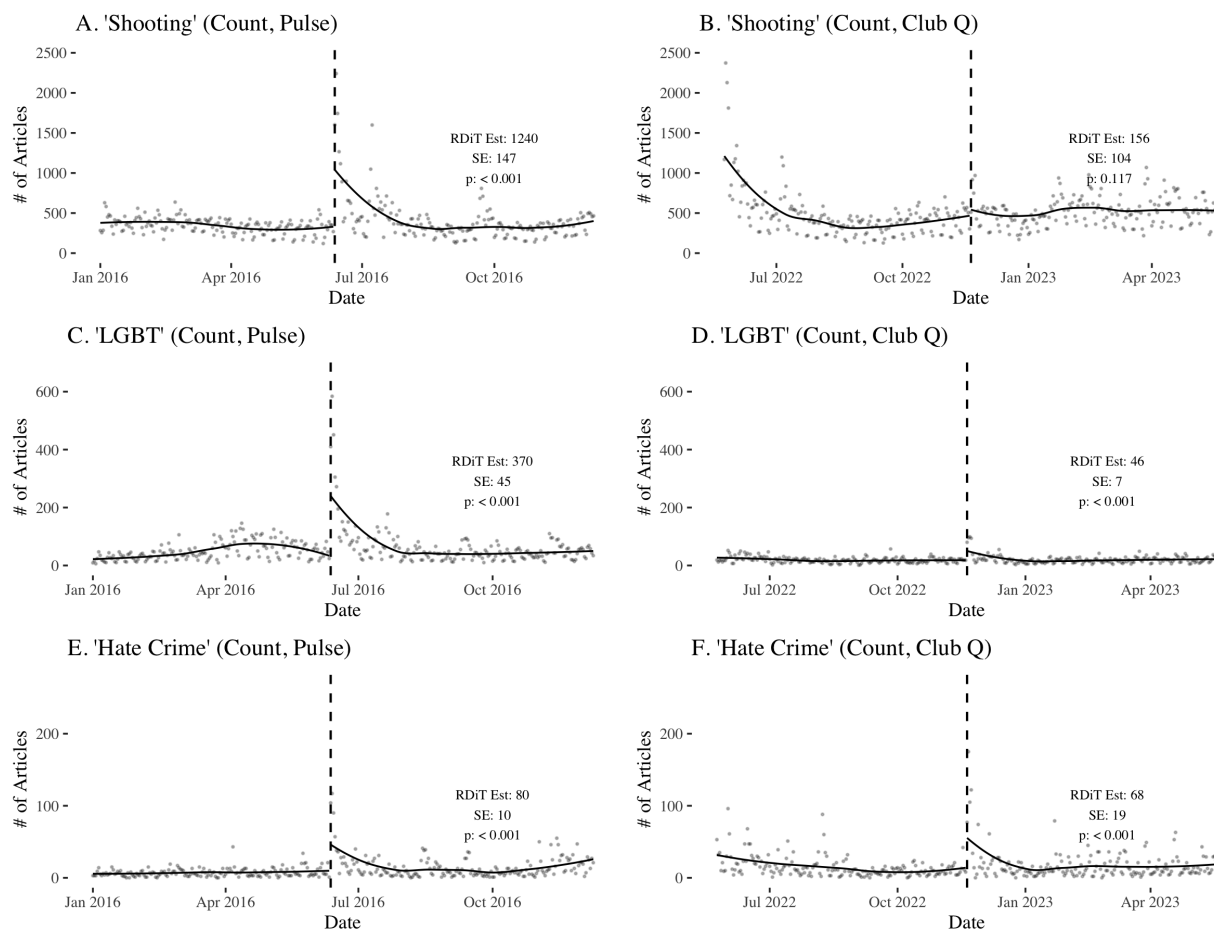 A. 'Shooting' (Count, Pulse)
2500
2000
1500
1000
500
0
# of Articles
RDiT Est: 1240
SE: 147
p: < 0.001
Jan 2016 Apr 2016 Jul 2016 Oct 2016
Date
B. 'Shooting' (Count, Club Q)
2500
2000
1500
1000
500
0
# of Articles
RDiT Est: 156
SE: 104
p: 0.117
Jul 2022 Oct 2022 Jan 2023 Apr 2023
Date
C. 'LGBT' (Count, Pulse)
600
400
200
0
# of Articles
RDiT Est: 370
SE: 45
p: < 0.001
Jan 2016 Apr 2016 Jul 2016 Oct 2016
Date
D. 'LGBT' (Count, Club Q)
600
400
200
0
# of Articles
RDiT Est: 46
SE: 7
p: < 0.001
Jul 2022 Oct 2022 Jan 2023 Apr 2023
Date
E. 'Hate Crime' (Count, Pulse)
200
100
0
# of Articles
RDiT Est: 80
SE: 10
p: < 0.001
Jan 2016 Apr 2016 Jul 2016 Oct 2016
Date
F. 'Hate Crime' (Count, Club Q)
200
100
0
# of Articles
RDiT Est: 68
SE: 19
p: < 0.001
Jul 2022 Oct 2022 Jan 2023 Apr 2023
Date